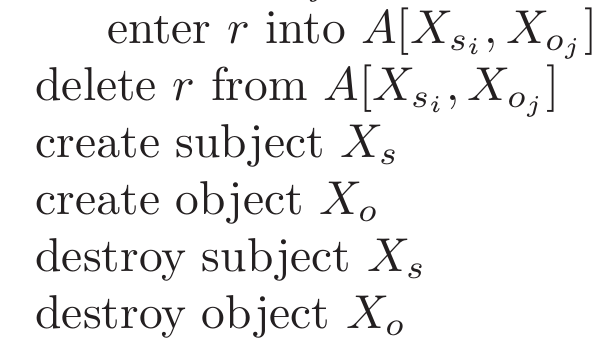 enter r into A[X_{s_i}, X_{o_j}]
delete r from A[X_{s_i}, X_{o_j}]
create subject X_s
create object X_o
destroy subject X_s
destroy object X_o